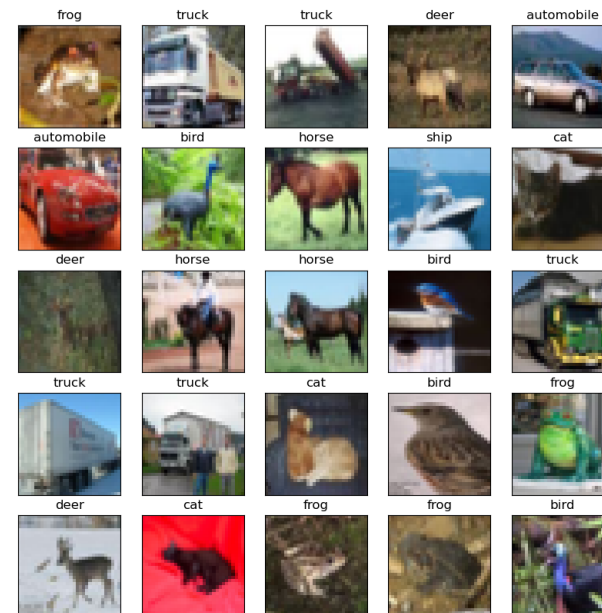 frog truck truck deer automobile
automobile bird horse ship cat
deer horse horse bird truck
truck truck cat bird frog
deer cat frog frog bird